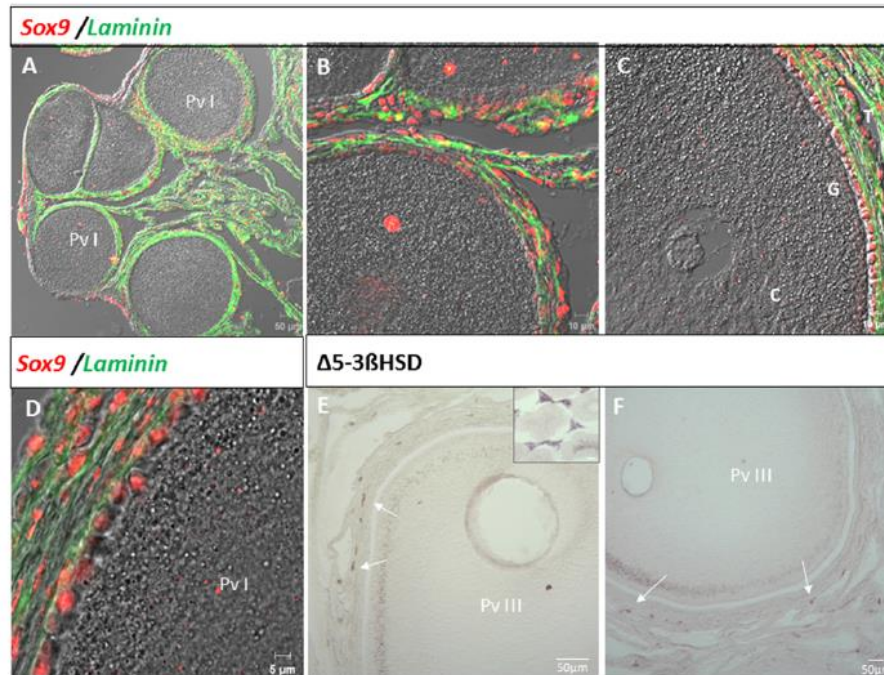 Sox9 /Laminin
A
Pv I
Pv I
50 µm
B
10 µm
C
T
G
C
Sox9 /Laminin
Δ5-3ßHSD
D
Pv I
5 µm
E
Pv III
50µm
F
Pv III
50µ